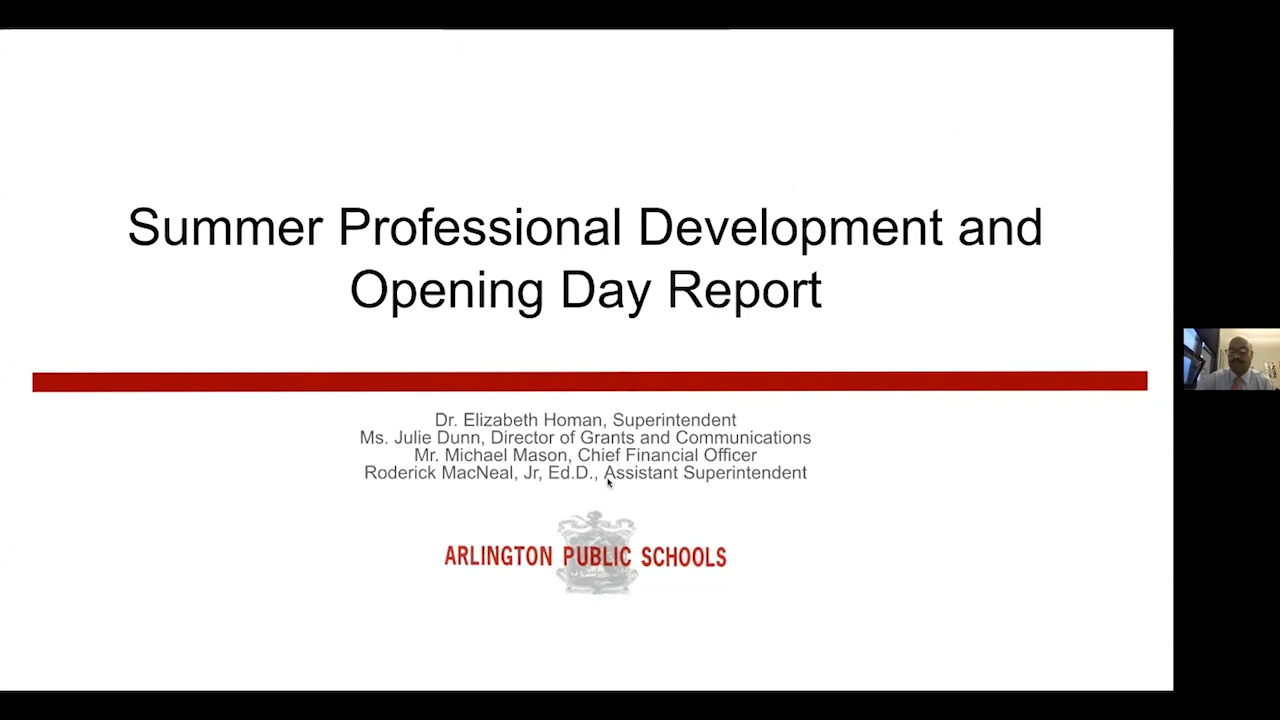 Summer Professional Development and
Opening Day Report
Dr. Elizabeth Homan, Superintendent
Ms. Julie Dunn, Director of Grants and Communications
Mr. Michael Mason, Chief Financial Officer
Roderick MacNeal, Jr, Ed.D., Assistant Superintendent
ARLINGTON PUBLIC SCHOOLS